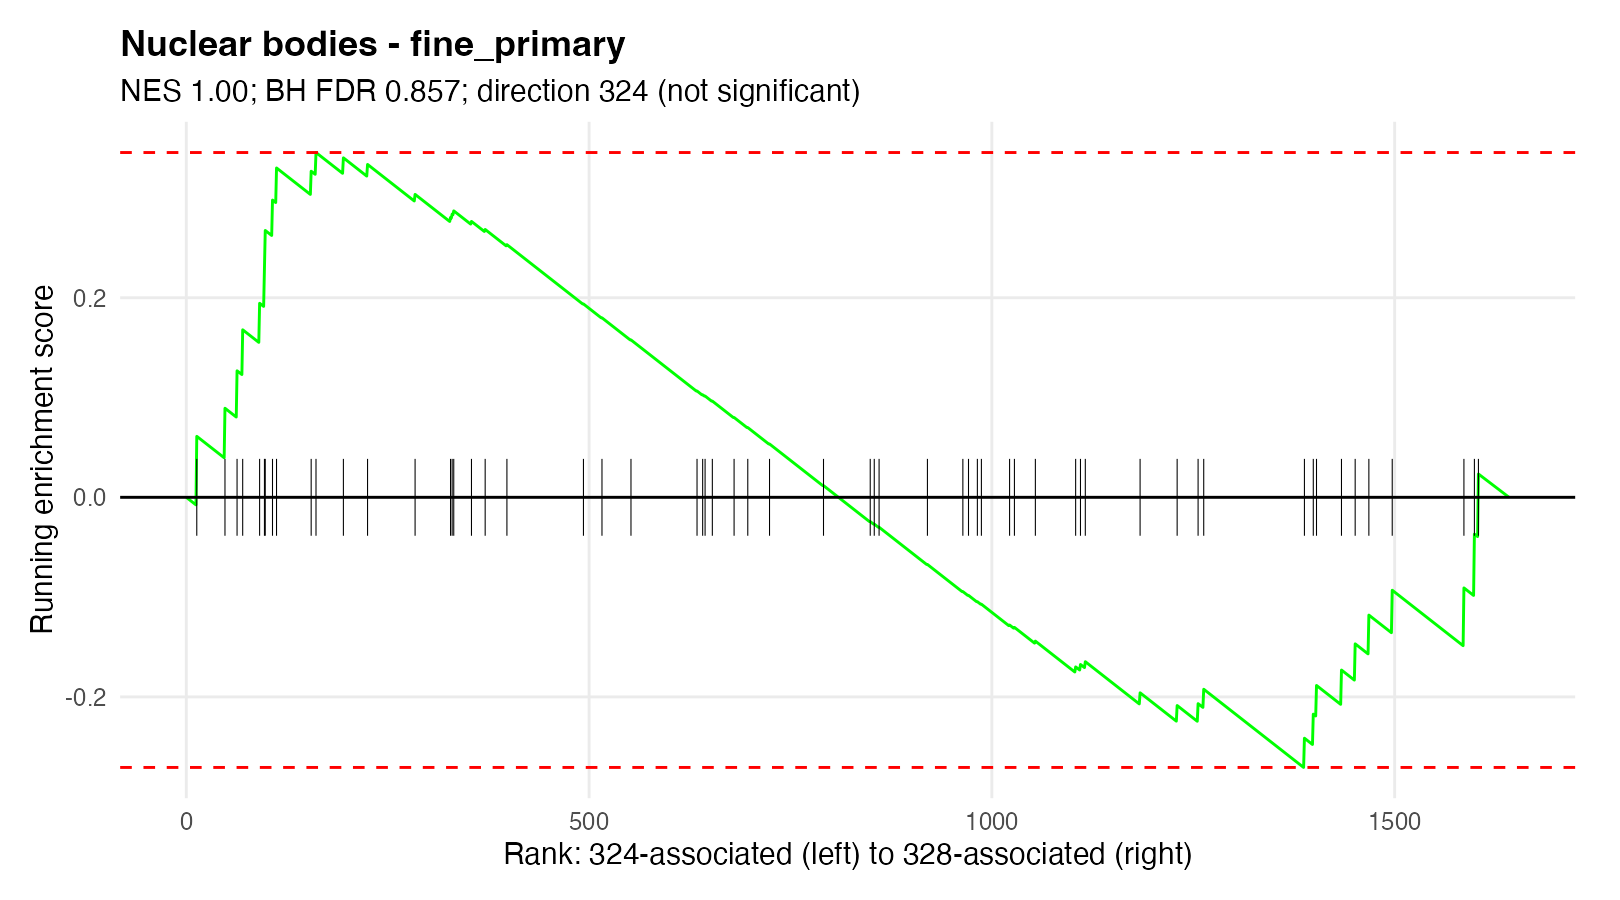 Nuclear bodies - fine_primary
NES 1.00; BH FDR 0.857; direction 324 (not significant)
Running enrichment score
0.2
0.0
-0.2
0
500
1000
1500
Rank: 324-associated (left) to 328-associated (right)